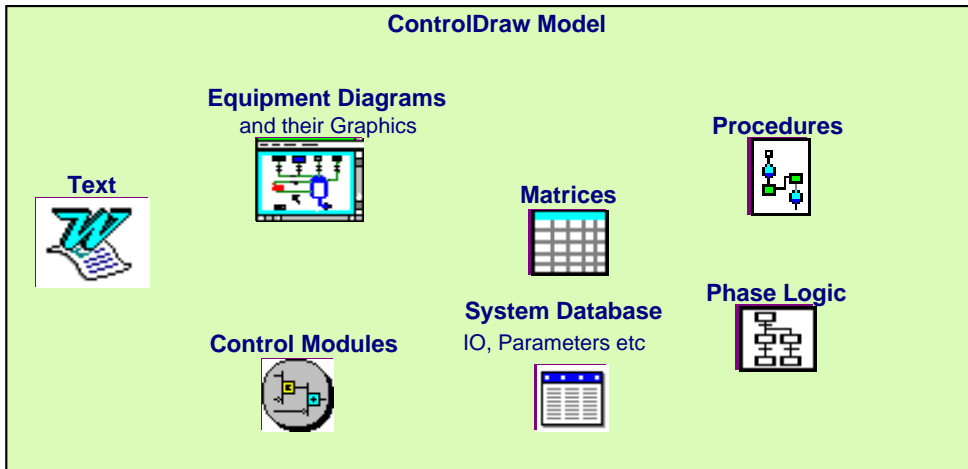 ControlDraw Model
Equipment Diagrams
and their Graphics
Procedures
Text
W
Matrices
Phase Logic
System Database
IO, Parameters etc
Control Modules